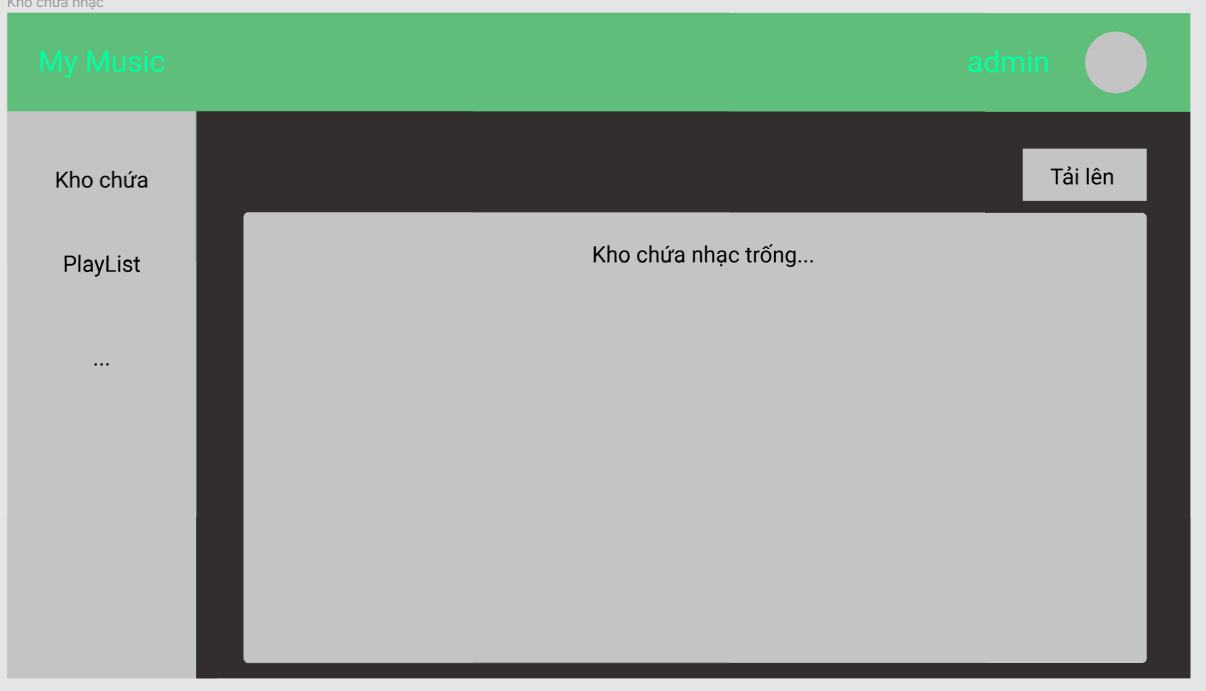 Kho chứa nhạc
My Music
admin
Kho chứa
PlayList
...
Tải lên
Kho chứa nhạc trống...